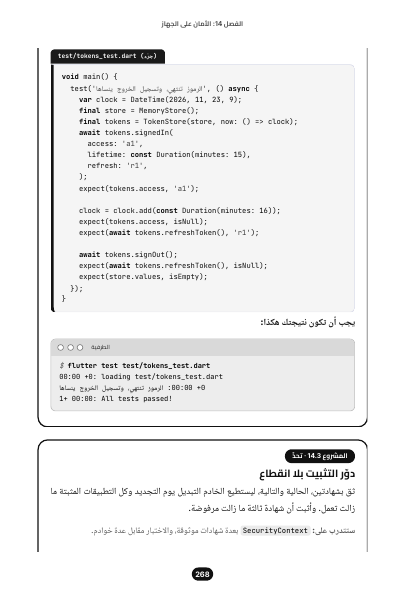 الفصل 14: الأمان على الجهاز
test/tokens_test.dart (جزء)
void main() {
test('الرموز تنتهي، وتسجيل الخروج ينساها', () async {
var clock = DateTime(2026, 11, 23, 9);
final store = MemoryStore();
final tokens = TokenStore(store, now: () => clock);
await tokens.signedIn(
access: 'a1',
lifetime: const Duration(minutes: 15),
refresh: 'r1',
);
expect(tokens.access, 'a1');
clock = clock.add(const Duration(minutes: 16));
expect(tokens.access, isNull);
expect(await tokens.refreshToken(), 'r1');
await tokens.signOut();
expect(await tokens.refreshToken(), isNull);
expect(store.values, isEmpty);
});
}
يجب أن تكون نتيجتك هكذا:
الطرفية
$ flutter test test/tokens_test.dart
00:00 +0: loading test/tokens_test.dart
00:00 +0: الرموز تنتهي، وتسجيل الخروج ينساها
00:00 +1: All tests passed!
المشروع 14.3 · تحدٍّ
دوّر التثبيت بلا انقطاع
ثق بشهادتين، الحالية والتالية، ليستطيع الخادم التبديل يوم التجديد وكل التطبيقات المثبتة ما
زالت تعمل. وأثبت أن شهادة ثالثة ما زالت مرفوضة.
ستتدرب على: SecurityContext بعدة شهادات موثوقة، والاختبار مقابل عدة خوادم.
268